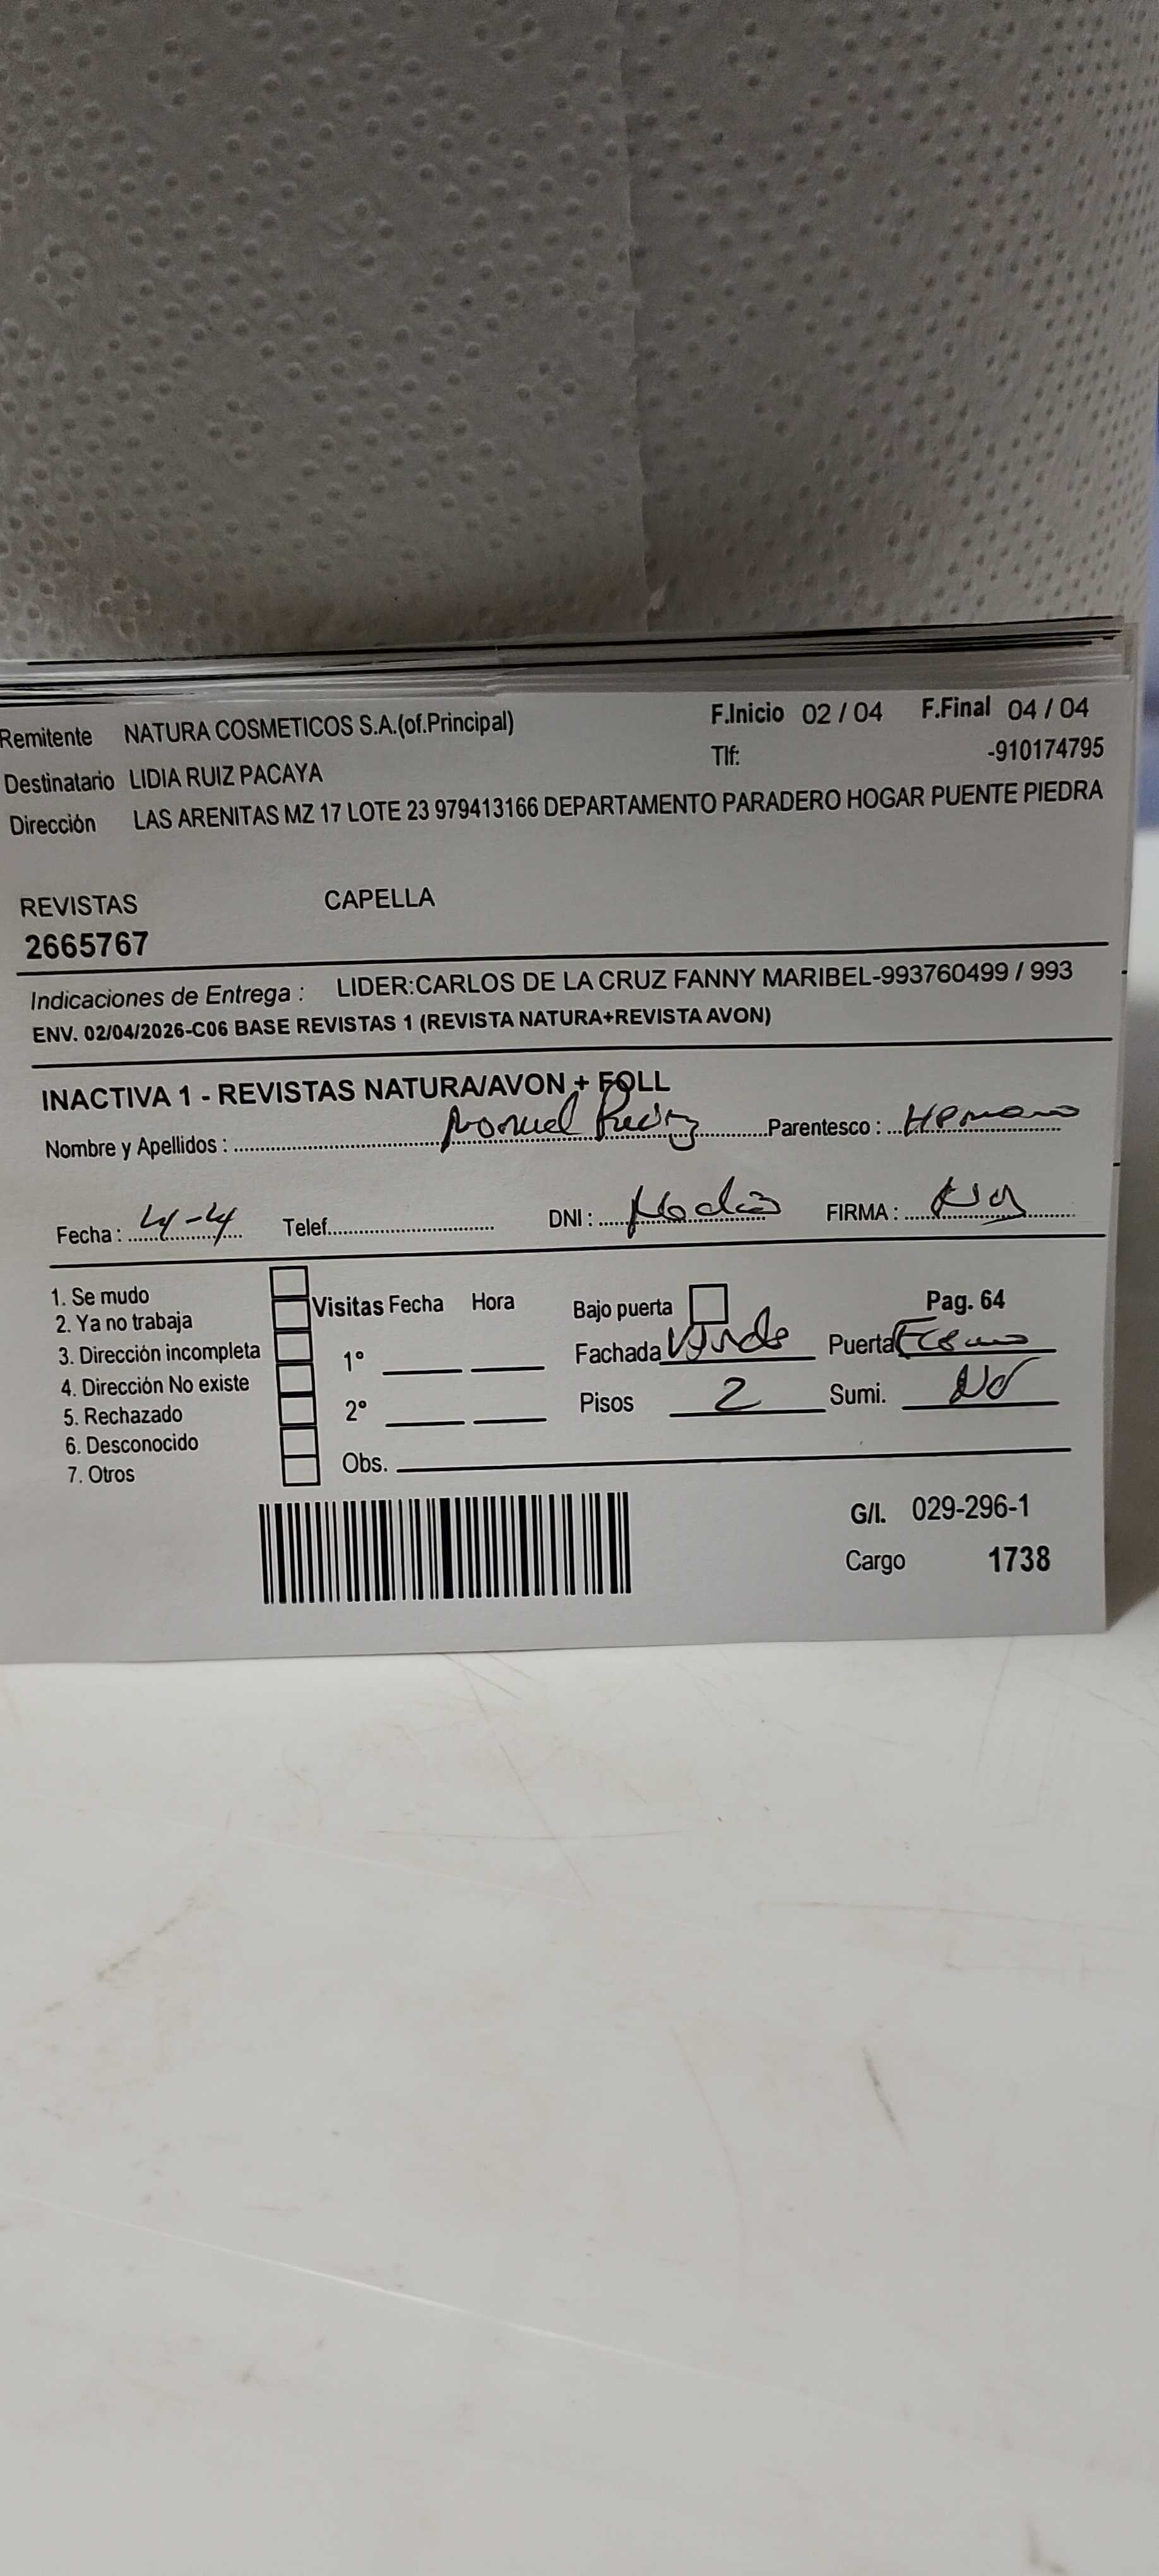 Remitente NATURA COSMETICOS S.A.(of.Principal) F.Inicio 02 / 04 F.Final 04 / 04
Destinatario LIDIA RUIZ PACAYA Tlf: -910174795
Dirección LAS ARENITAS MZ 17 LOTE 23 979413166 DEPARTAMENTO PARADERO HOGAR PUENTE PIEDRA
REVISTAS CAPELLA
2665767
Indicaciones de Entrega : LIDER:CARLOS DE LA CRUZ FANNY MARIBEL-993760499 / 993
ENV. 02/04/2026-C06 BASE REVISTAS 1 (REVISTA NATURA+REVISTA AVON)
INACTIVA 1 - REVISTAS NATURA/AVON + FOLL
Nombre y Apellidos : Parentesco :
Fecha : 4-4 Telef. DNI : FIRMA :
1. Se mudo
2. Ya no trabaja
3. Dirección incompleta
4. Dirección No existe
5. Rechazado
6. Desconocido
7. Otros
Visitas Fecha Hora
1°
2°
Obs.
Bajo puerta Pag. 64
Fachada Puerta
Pisos 2 Sumi. No
G/I. 029-296-1
Cargo 1738